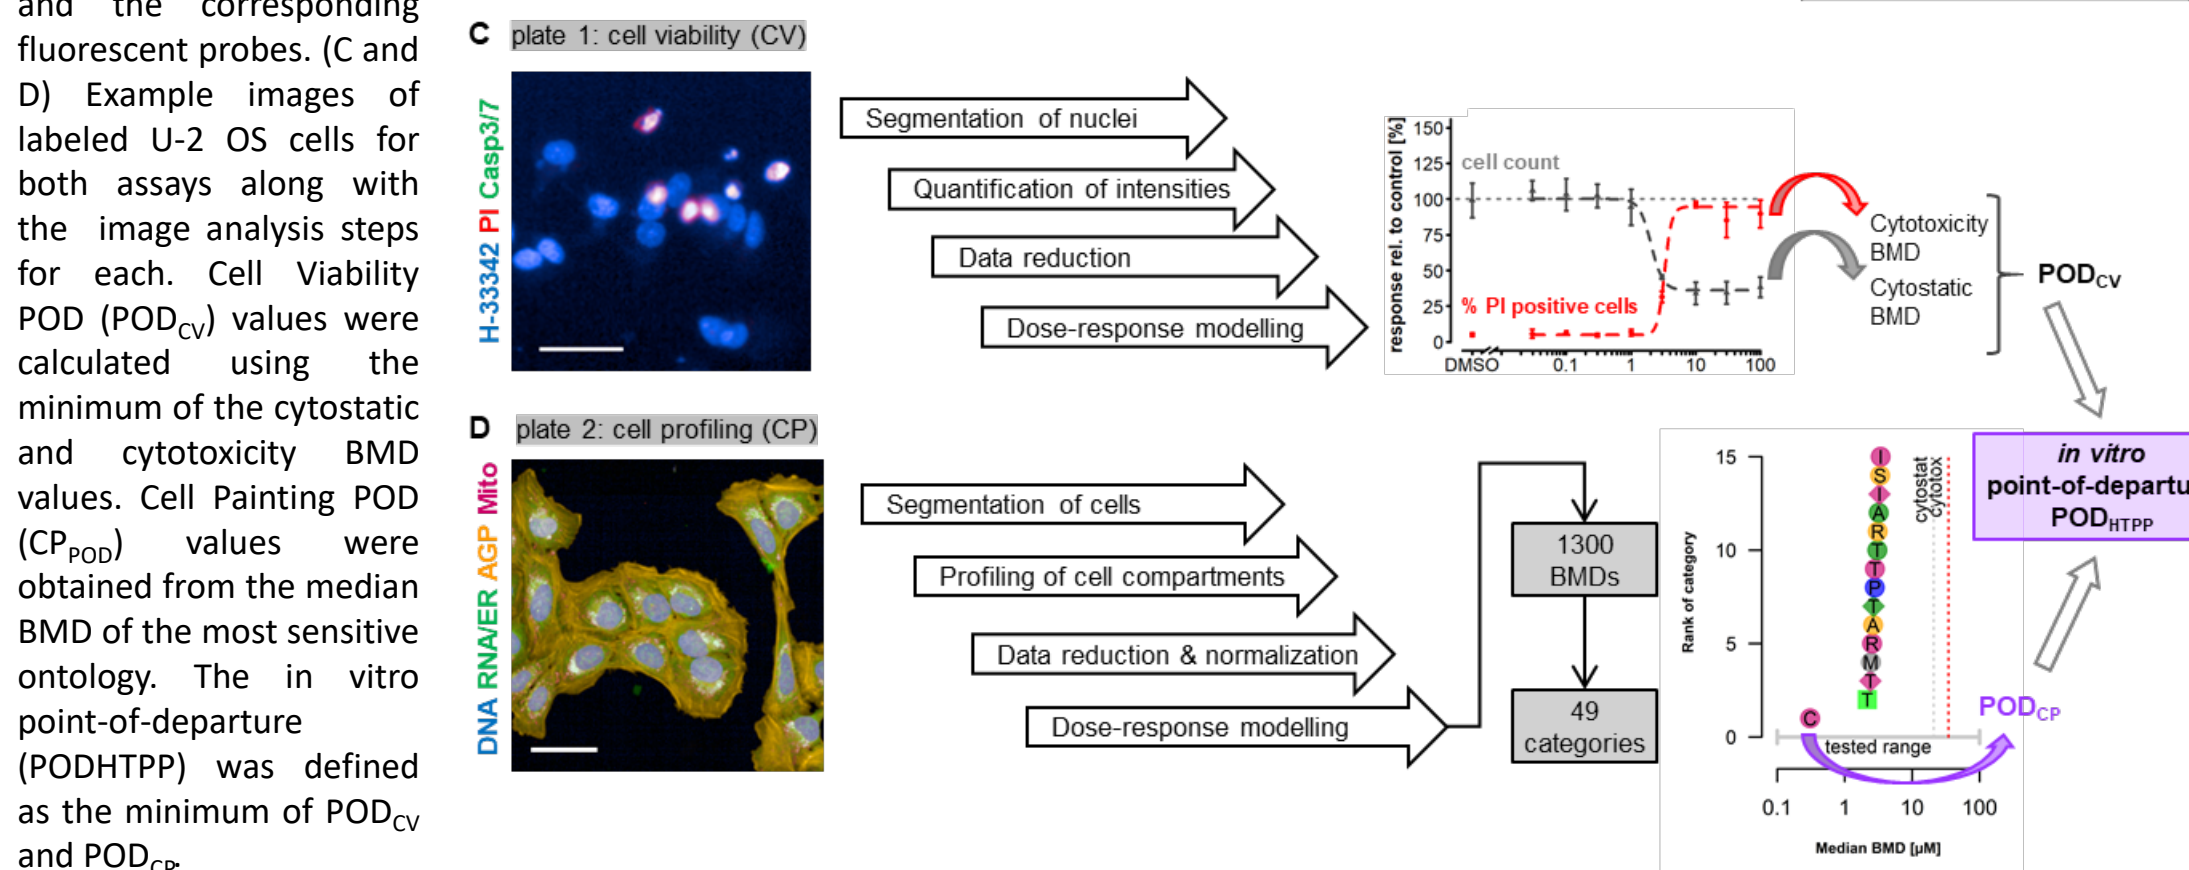 and the corresponding
fluorescent probes. (C and
D) Example images of
labeled U-2 OS cells for
both assays along with
the image analysis steps
for each. Cell Viability
POD (PODCV) values were
calculated using the
minimum of the cytostatic
and cytotoxicity BMD
values. Cell Painting POD
(CPPOD) values were
obtained from the median
BMD of the most sensitive
ontology. The in vitro
point-of-departure
(PODHTPP) was defined
as the minimum of PODCV
and PODCP.
C plate 1: cell viability (CV)
H-33342 PI Casp3/7
Segmentation of nuclei
Quantification of intensities
Data reduction
Dose-response modelling
response rel. to control [%]
150
125
100
75
50
25
0
cell count
% PI positive cells
DMSO 0.1 1 10 100
Cytotoxicity
BMD
Cytostatic
BMD
PODCV
D plate 2: cell profiling (CP)
DNA RNA/ER AGP Mito
Segmentation of cells
Profiling of cell compartments
Data reduction & normalization
Dose-response modelling
1300
BMDs
49
categories
Rank of category
15
10
5
0
I
S
I
A
R
T
T
P
T
A
R
M
T
T
C
cytostat
cytotox
tested range
0.1 1 10 100
Median BMD [µM]
PODCP
in vitro
point-of-departu
PODHTPP